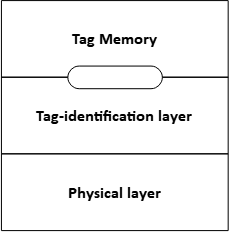 Tag Memory
Tag-identification layer
Physical layer